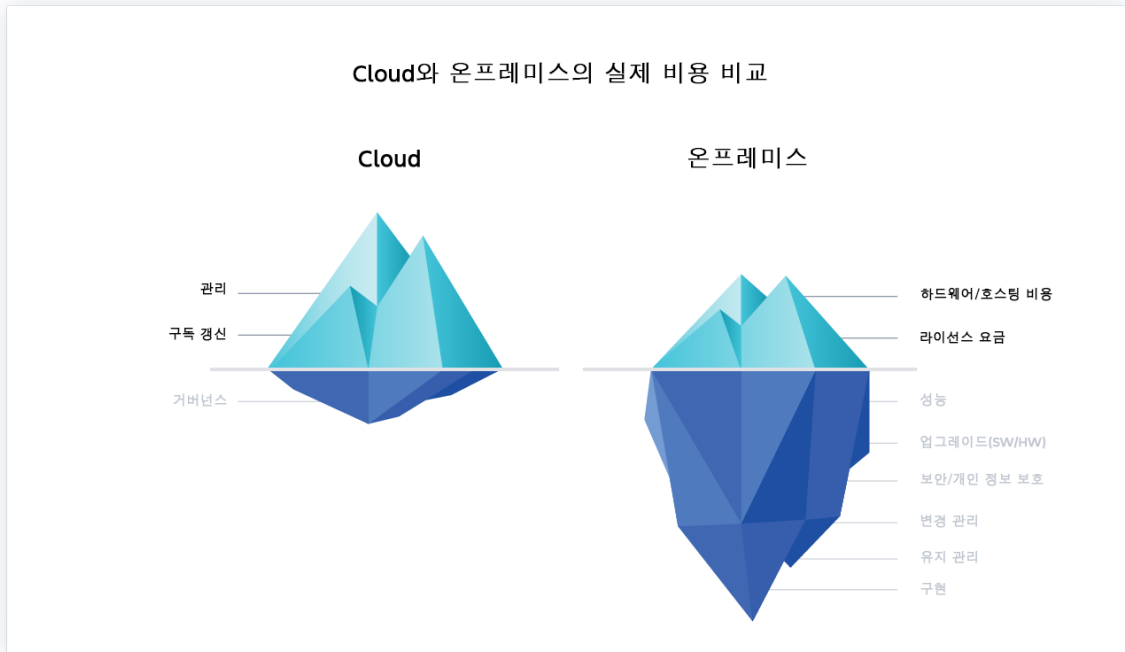 Cloud와 온프레미스의 실제 비용 비교
Cloud
관리
구독 갱신
거버넌스
온프레미스
하드웨어/호스팅 비용
라이선스 요금
성능
업그레이드(SW/HW)
보안/개인 정보 보호
변경 관리
유지 관리
구현